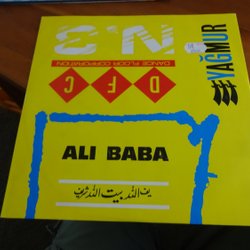 N.3
DANCE FLOOR CORPORATION
D F C
YAĞMUR
ALI BABA